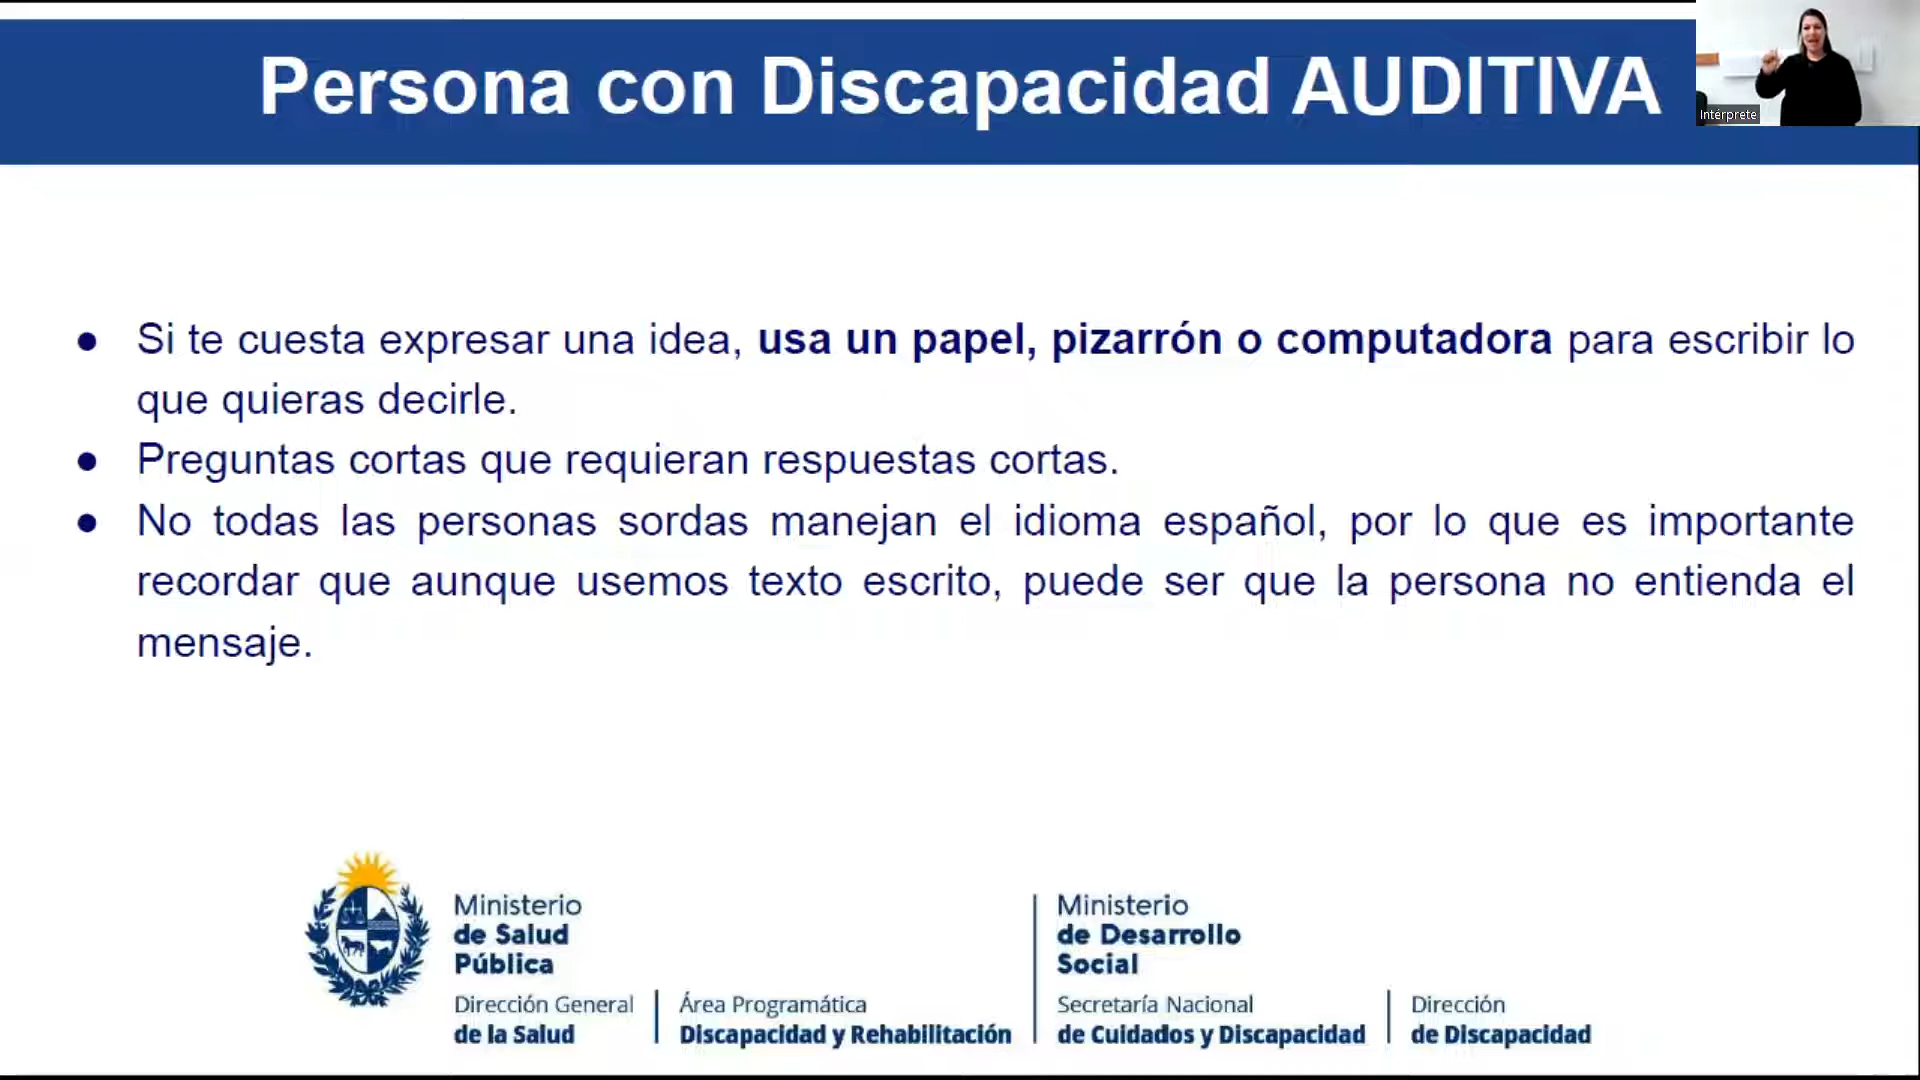 Persona con Discapacidad AUDITIVA
Intérprete
● Si te cuesta expresar una idea, usa un papel, pizarrón o computadora para escribir lo
que quieras decirle.
● Preguntas cortas que requieran respuestas cortas.
● No todas las personas sordas manejan el idioma español, por lo que es importante
recordar que aunque usemos texto escrito, puede ser que la persona no entienda el
mensaje.
Ministerio
de Salud
Pública
Dirección General
de la Salud
Área Programática
Discapacidad y Rehabilitación
Ministerio
de Desarrollo
Social
Secretaría Nacional
de Cuidados y Discapacidad
Dirección
de Discapacidad